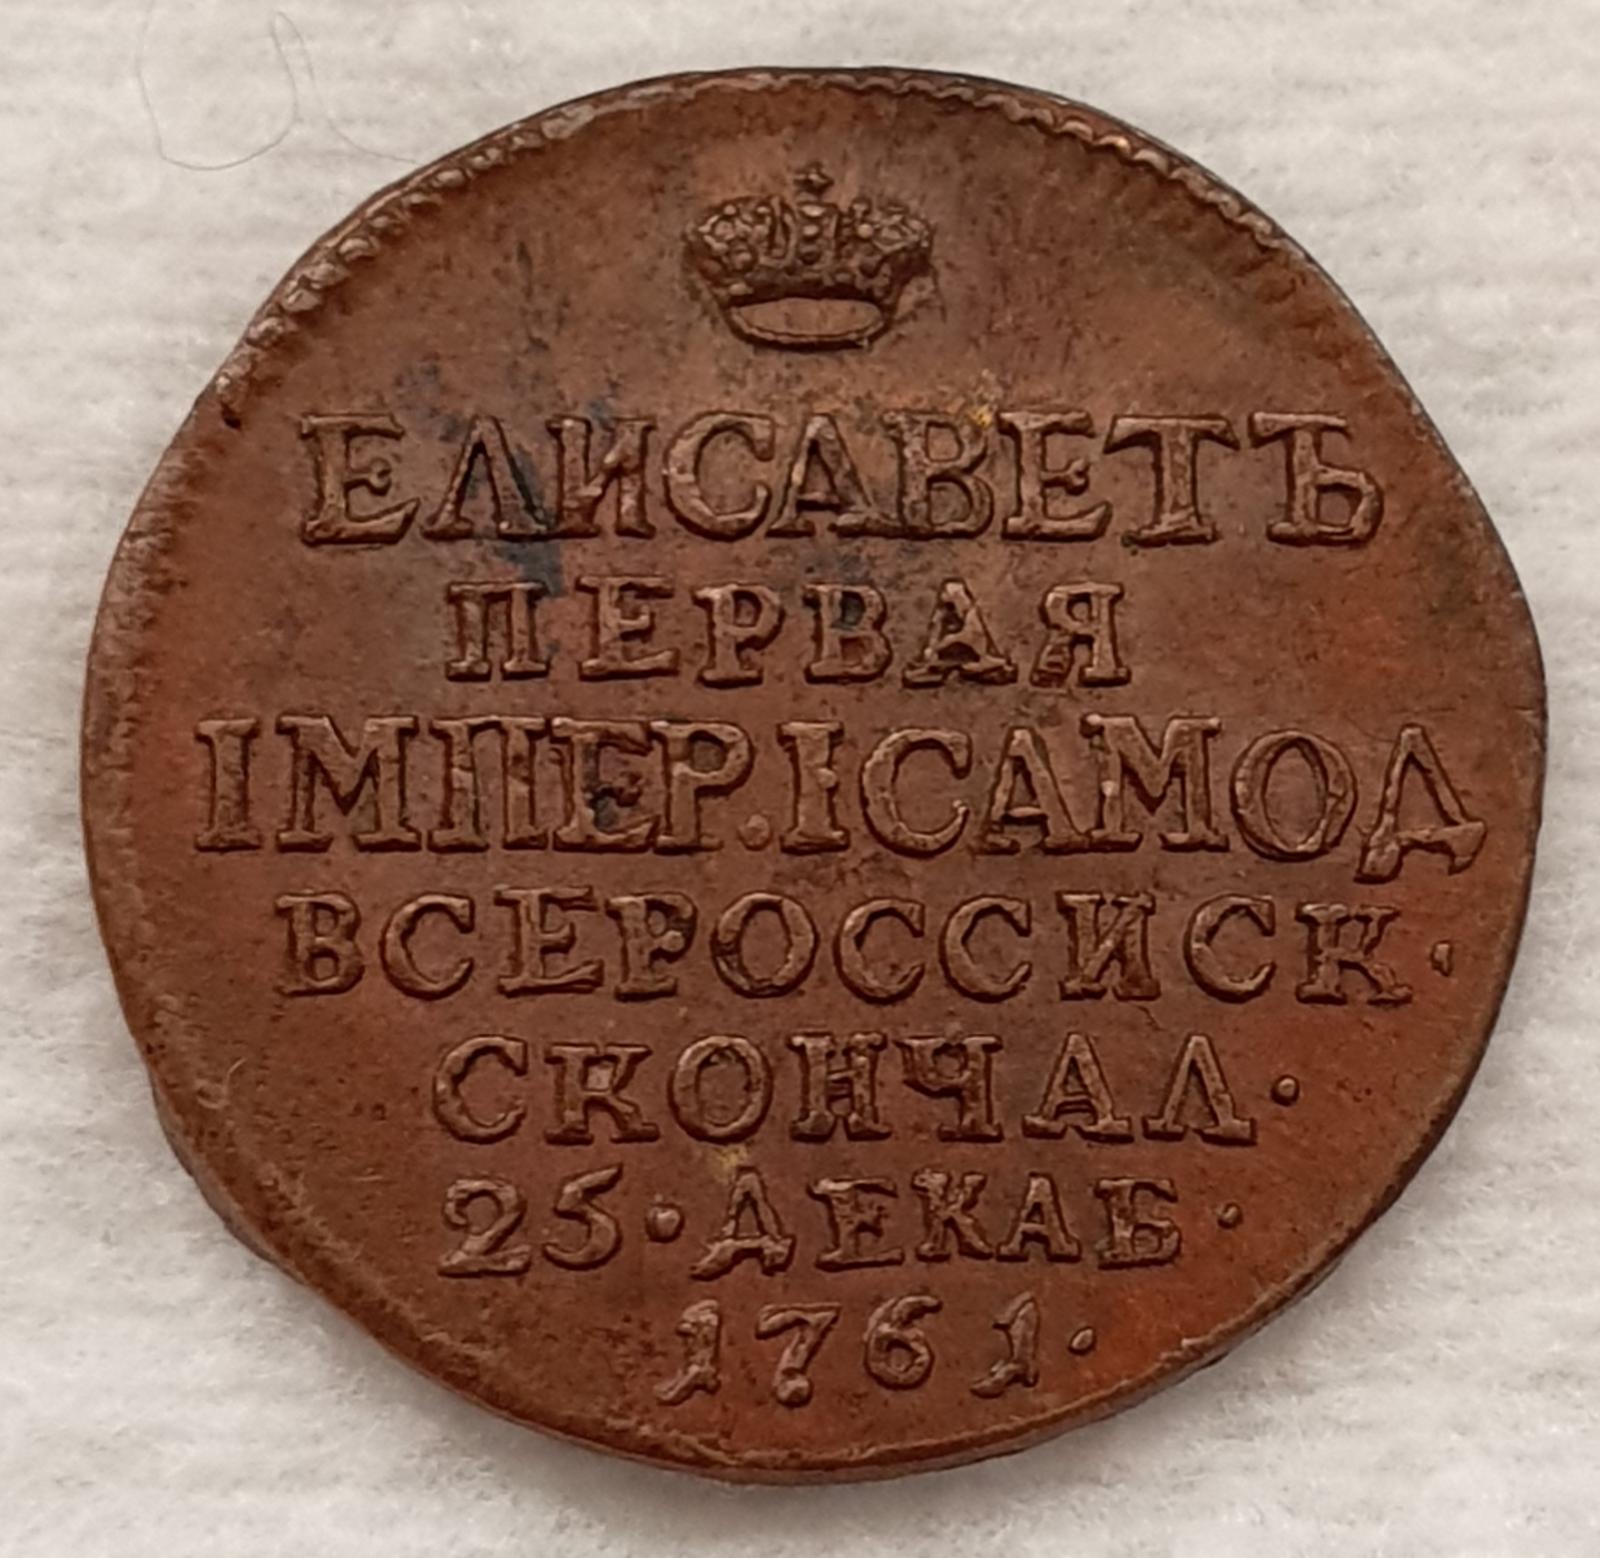 ЕЛИСАВЕТЪ
ПЕРВАЯ
IМПЕР.IСАМОД
ВСЕРОССИСК.
СКОНЧАЛ.
25.ДЕКАБ.
1761.